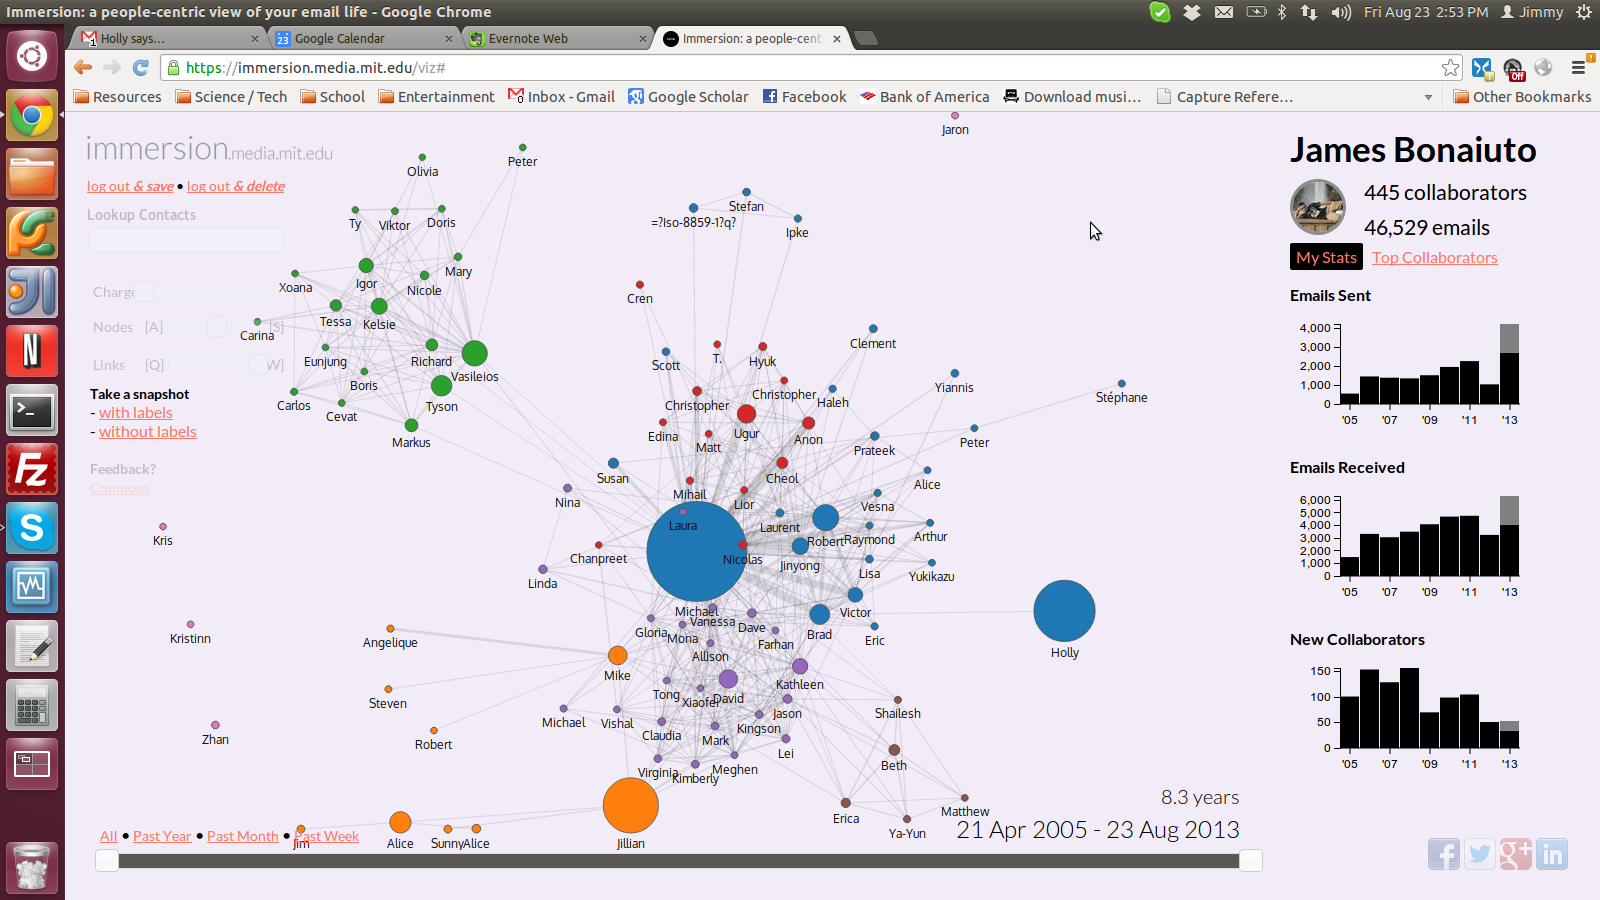 Immersion: a people-centric view of your email life - Google Chrome
Fri Aug 23 2:53 PM Jimmy
1 Holly says... × 23 Google Calendar × Evernote Web × Immersion: a people-cent ×
https://immersion.media.mit.edu/viz# Off
Resources Science / Tech School Entertainment Inbox - Gmail Google Scholar Facebook Bank of America Download musi... Capture Refere... Other Bookmarks
immersion.media.mit.edu
log out & save • log out & delete
Lookup Contacts
Charge
Nodes [A] [S]
Links [Q] W]
Take a snapshot
- with labels
- without labels
Feedback?
Compose
Jaron
Peter
Olivia
Stefan
=?Iso-8859-1?q?
Ipke
Ty
Viktor
Doris
Mary
Igor
Nicole
Xoana
Tessa
Kelsie
Carina
Eunjung
Richard
Vasileios
Boris
Carlos
Cevat
Tyson
Markus
Cren
Clement
Scott
T.
Hyuk
Yiannis
Stéphane
Christopher
Christopher
Haleh
Edina
Ugur
Anon
Matt
Prateek
Peter
Susan
Cheol
Alice
Nina
Mihail
Lior
Vesna
Laura
Laurent
Robert
Raymond
Arthur
Chanpreet
Nicolas
Jinyong
Lisa
Yukikazu
Linda
Michael
Vanessa
Victor
Kris
Kristinn
Zhan
Angelique
Gloria
Mona
Dave
Farhan
Brad
Eric
Holly
Allison
Mike
Steven
Tong
Xiaofei
David
Kathleen
Robert
Michael
Vishal
Claudia
Mark
Kingson
Jason
Shailesh
Lei
Virginia
Kimberly
Meghen
Beth
Erica
Ya-Yun
Matthew
Jim
Alice
Sunny
Alice
Jillian
All • Past Year • Past Month • Past Week
8.3 years
21 Apr 2005 - 23 Aug 2013
James Bonaiuto
445 collaborators
46,529 emails
My Stats Top Collaborators
Emails Sent
4,000
3,000
2,000
1,000
0
'05 '07 '09 '11 '13
Emails Received
6,000
5,000
4,000
3,000
2,000
1,000
0
'05 '07 '09 '11 '13
New Collaborators
150
100
50
0
'05 '07 '09 '11 '13